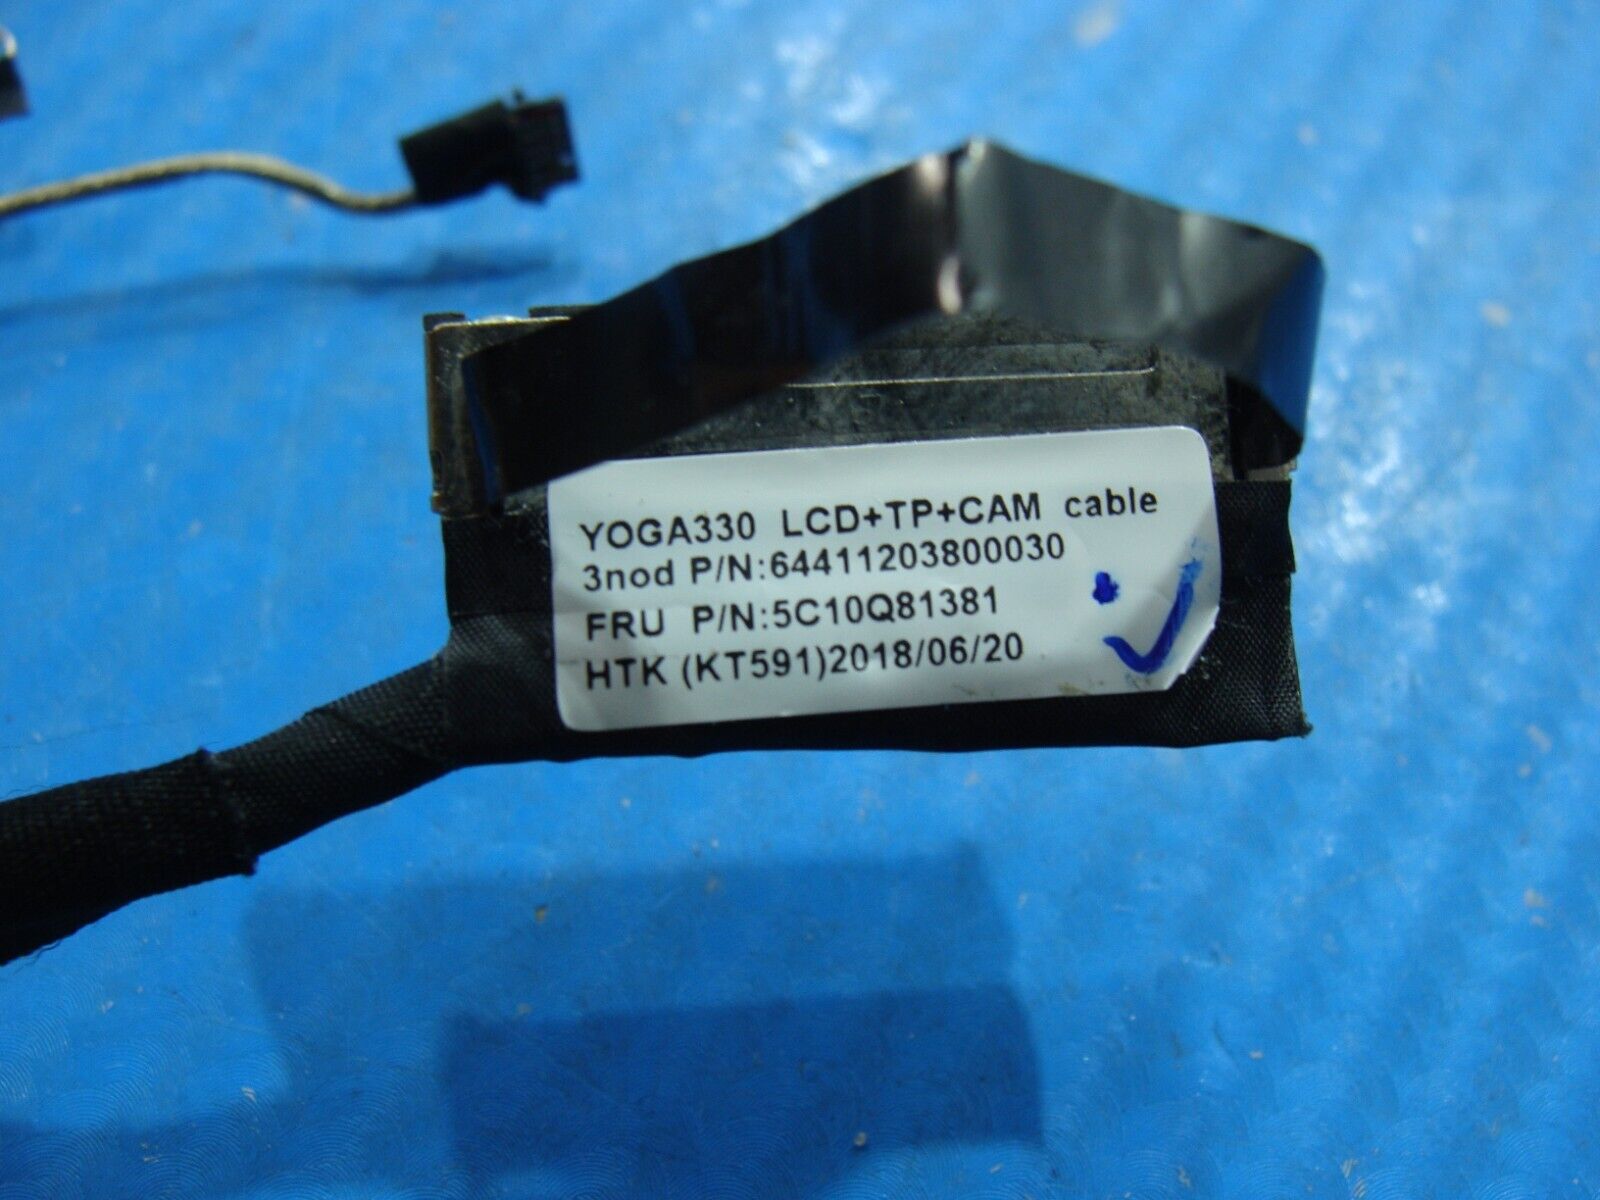 YOGA330 LCD+TP+CAM cable
3nod P/N:64411203800030
FRU P/N:5C10Q81381
HTK (KT591)2018/06/20